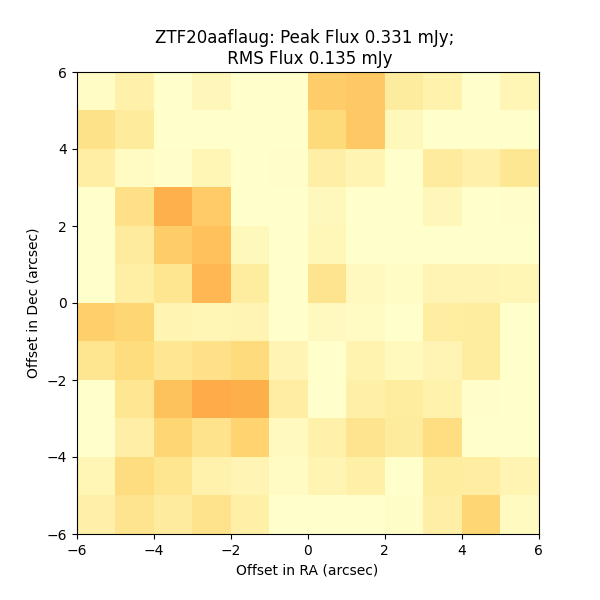 ZTF20aaflaug: Peak Flux 0.331 mJy;
RMS Flux 0.135 mJy
6
4
2
0
−2
−4
−6
Offset in Dec (arcsec)
−6 −4 −2 0 2 4 6
Offset in RA (arcsec)